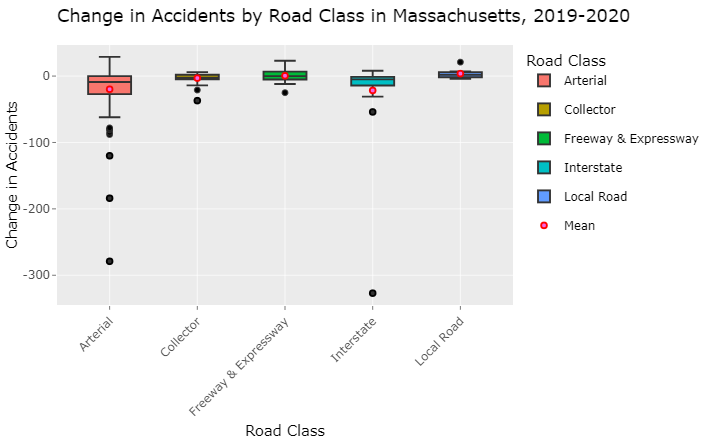 Change in Accidents by Road Class in Massachusetts, 2019-2020
Change in Accidents
0
-100
-200
-300
Arterial
Collector
Freeway & Expressway
Interstate
Local Road
Road Class
Road Class
Arterial
Collector
Freeway & Expressway
Interstate
Local Road
Mean